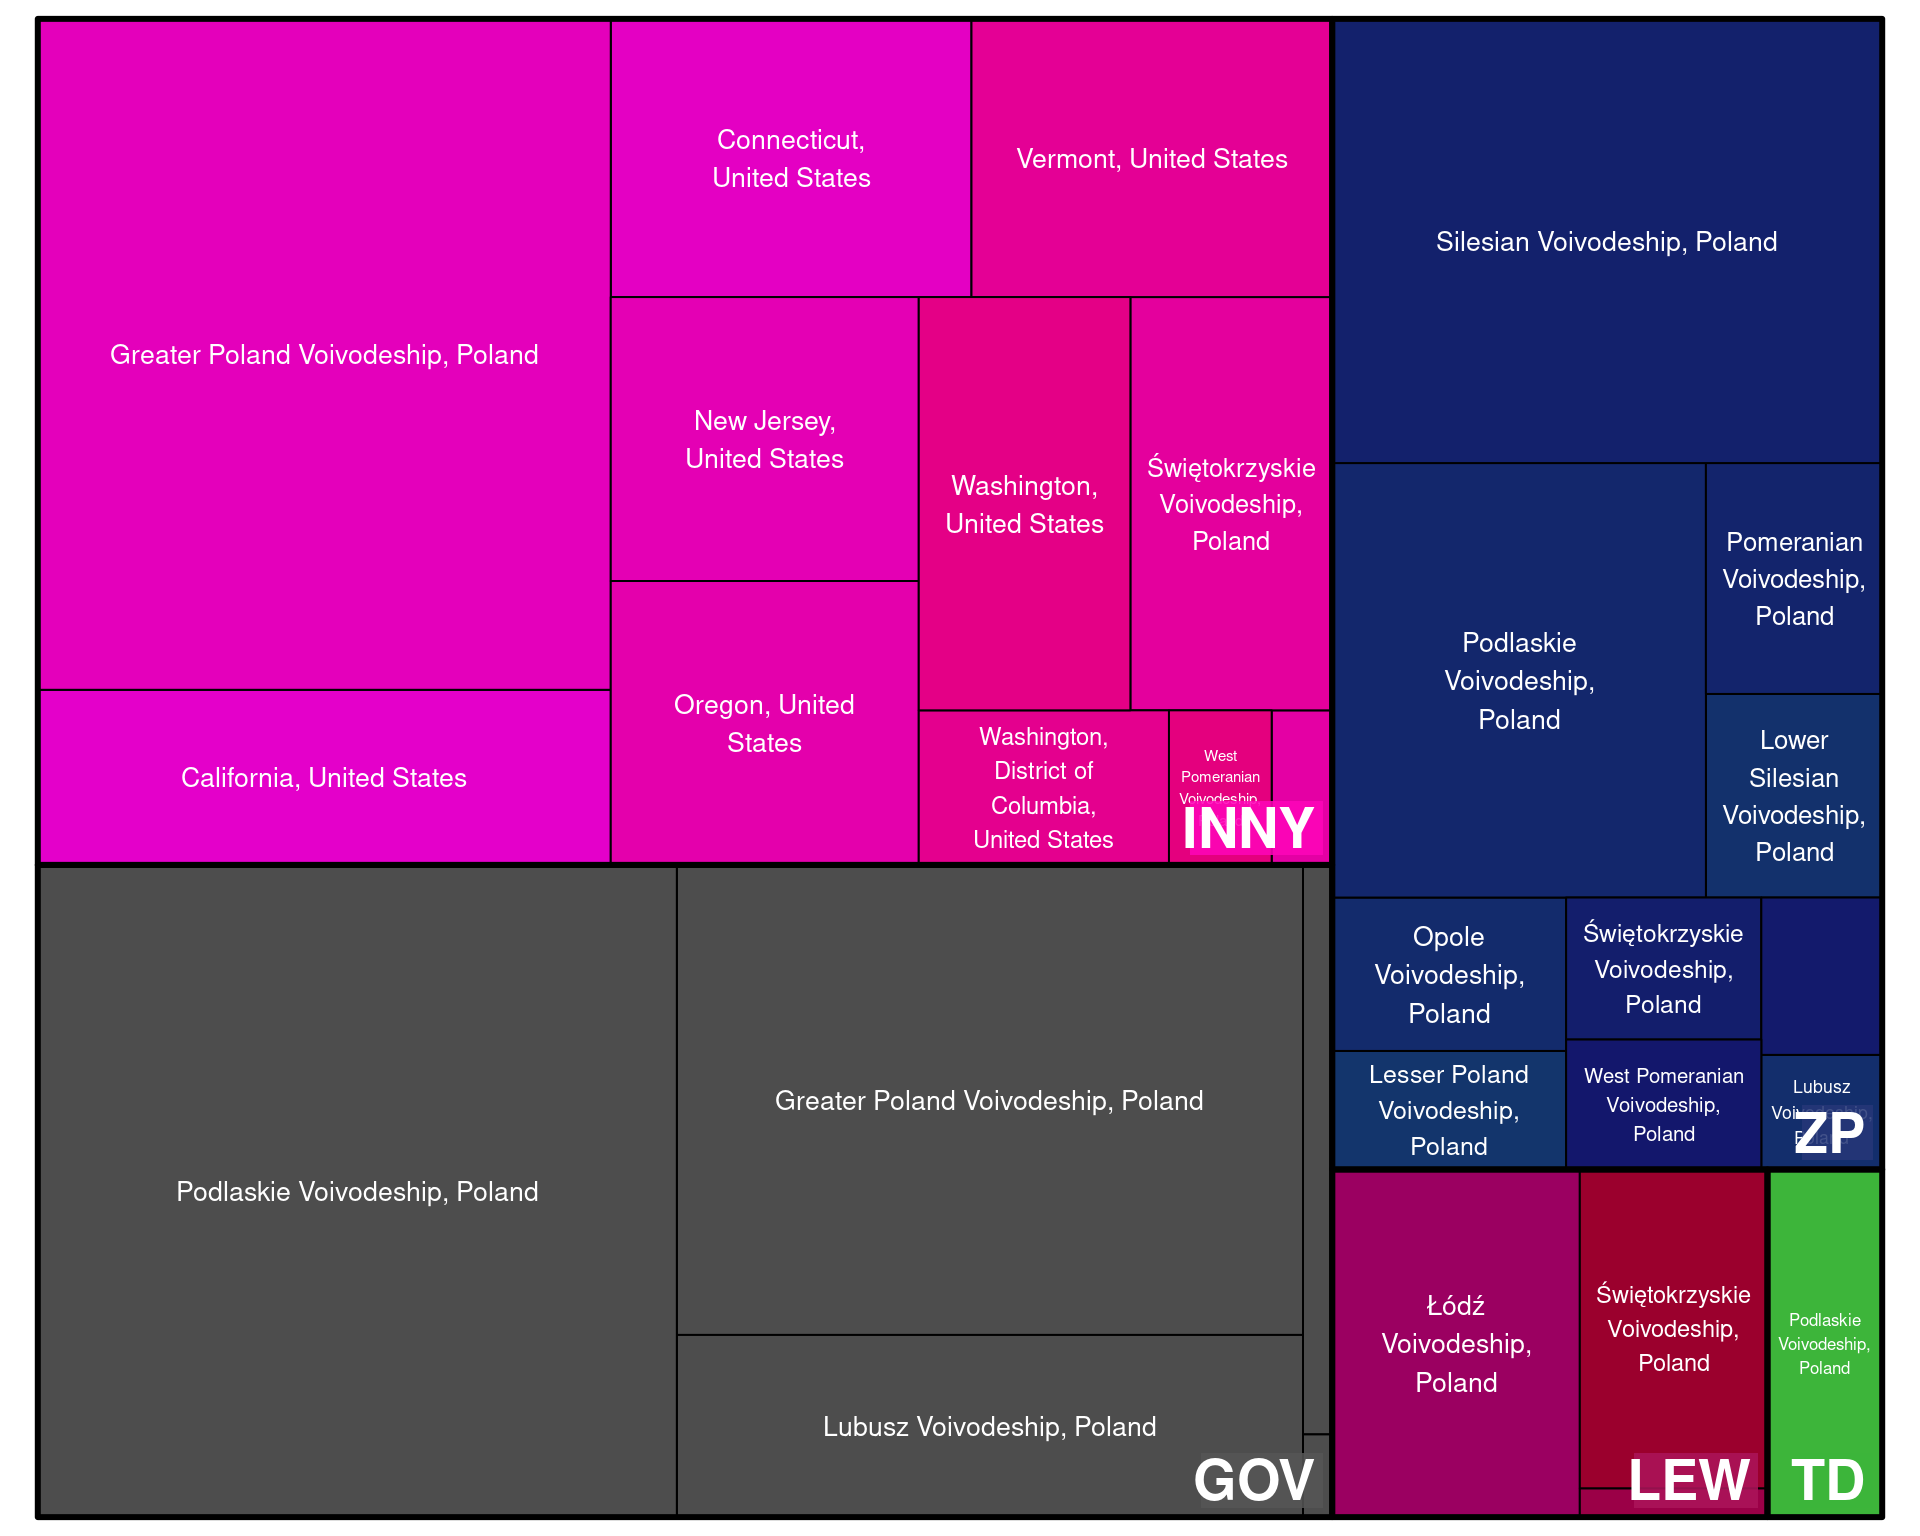 Greater Poland Voivodeship, Poland
California, United States
Connecticut,
United States
Vermont, United States
New Jersey,
United States
Oregon, United
States
Washington,
United States
Świętokrzyskie
Voivodeship,
Poland
Washington,
District of
Columbia,
United States
West
Pomeranian
Voivodeship,
INNY
Podlaskie Voivodeship, Poland
Greater Poland Voivodeship, Poland
Lubusz Voivodeship, Poland
GOV
Silesian Voivodeship, Poland
Podlaskie
Voivodeship,
Poland
Pomeranian
Voivodeship,
Poland
Lower
Silesian
Voivodeship,
Poland
Opole
Voivodeship,
Poland
Lesser Poland
Voivodeship,
Poland
Świętokrzyskie
Voivodeship,
Poland
West Pomeranian
Voivodeship,
Poland
Lubusz
Voivodeship,
Poland
ZP
Łódź
Voivodeship,
Poland
Świętokrzyskie
Voivodeship,
Poland
LEW
Podlaskie
Voivodeship,
Poland
TD